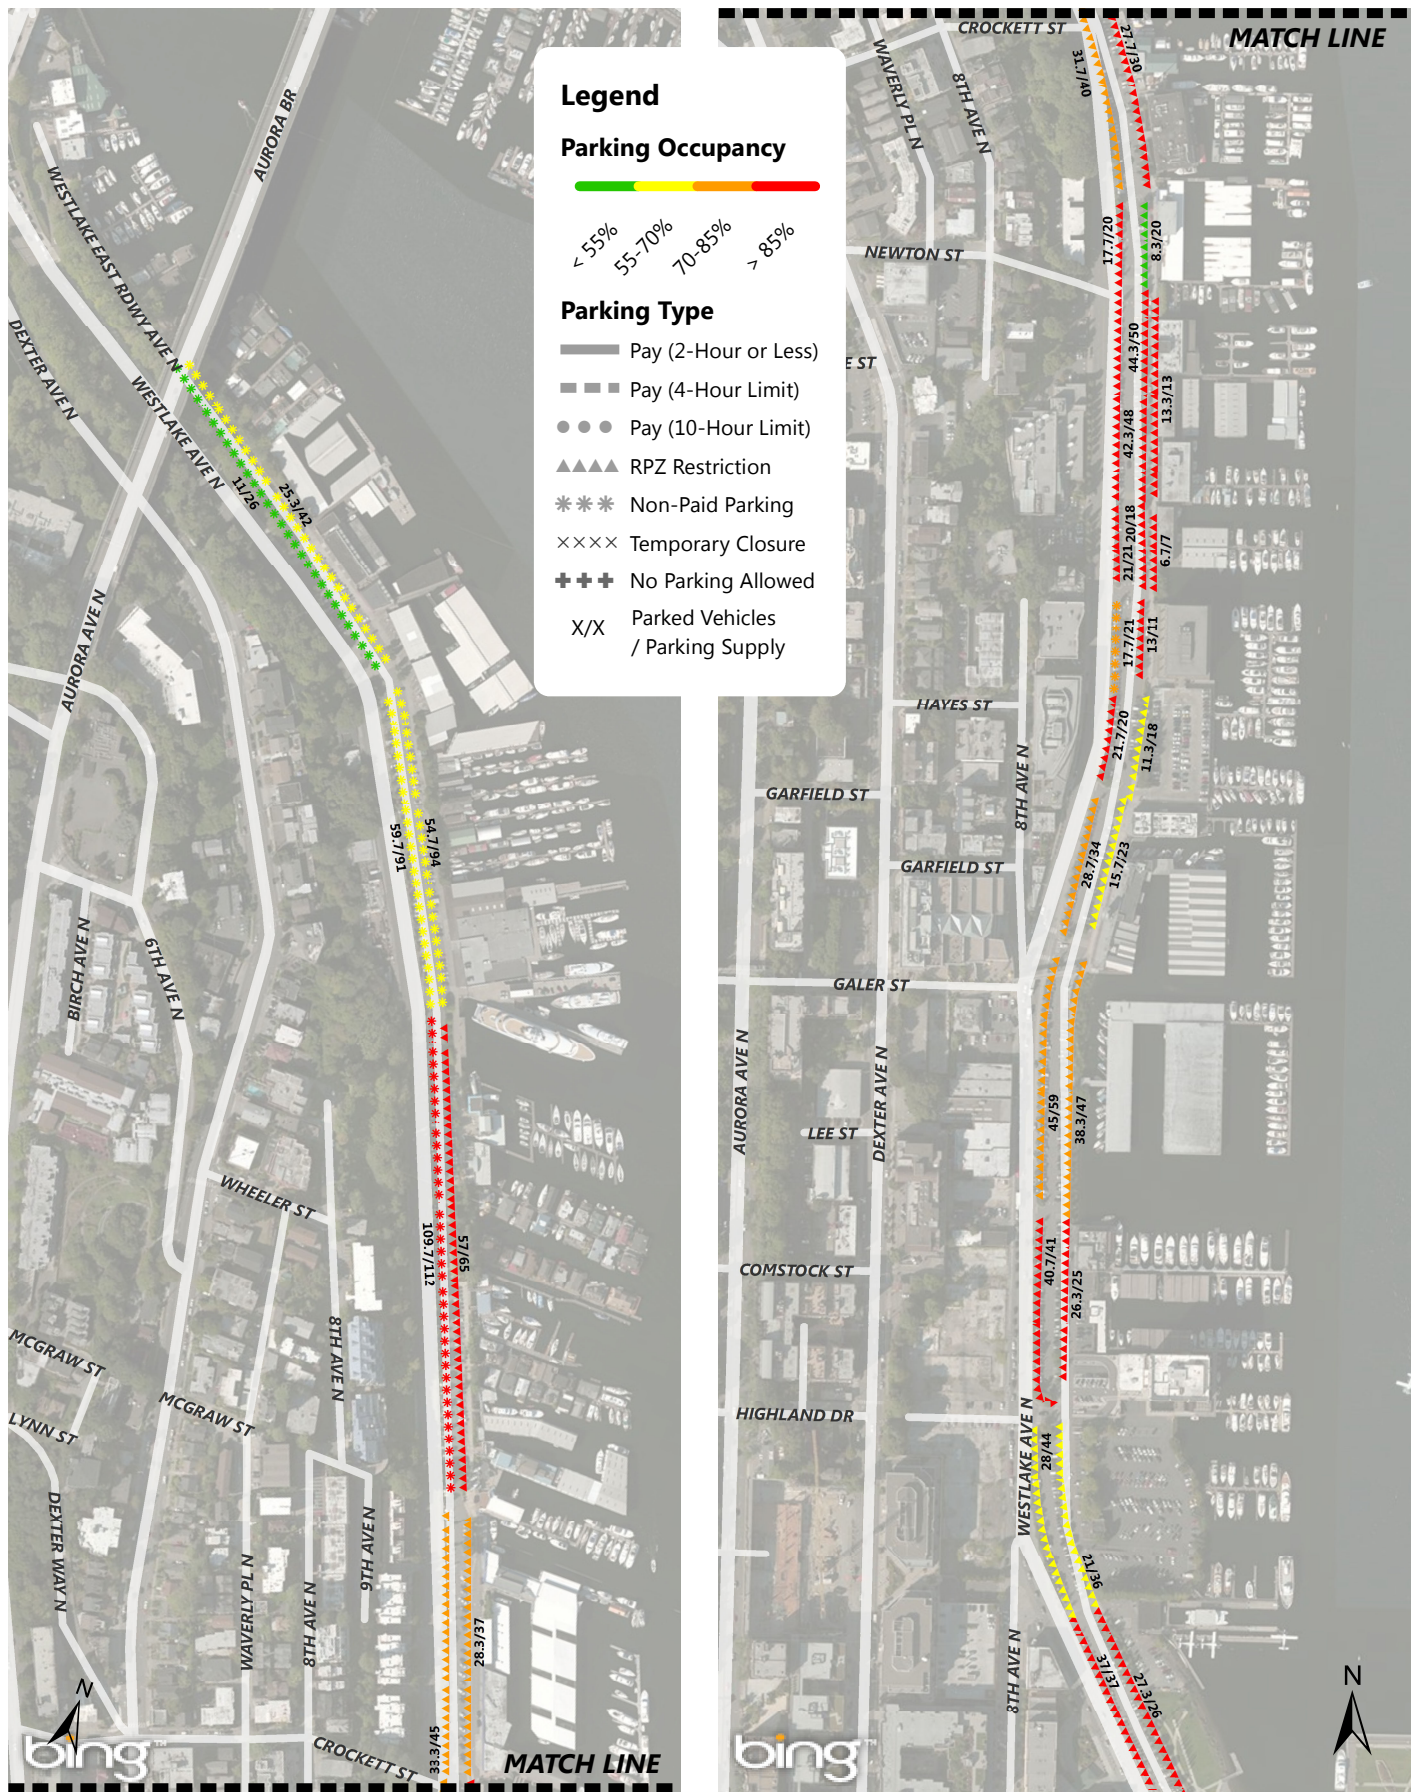 AURORA BR
WESTLAKE EAST RDWY AVE N
DEXTER AVE N
WESTLAKE AVE N
11/26
25.3/42
AURORA AVE N
59.7/91
54.7/94
BIRCH AVE N
6TH AVE N
WHEELER ST
109.7/112
57/65
8TH AVE N
MCGRAW ST
MCGRAW ST
LYNN ST
DEXTER WAY N
WAVERLY PL N
8TH AVE N
9TH AVE N
28.3/37
33.3/45
CROCKETT ST
N
bing™
MATCH LINE
Legend
Parking Occupancy
< 55%
55-70%
70-85%
> 85%
Parking Type
Pay (2-Hour or Less)
Pay (4-Hour Limit)
Pay (10-Hour Limit)
RPZ Restriction
Non-Paid Parking
Temporary Closure
No Parking Allowed
X/X
Parked Vehicles
/ Parking Supply
MATCH LINE
CROCKETT ST
WAVERLY PL N
8TH AVE N
31.7/40
27.7/30
NEWTON ST
17.7/20
8.3/20
E ST
44.3/50
13.3/13
42.3/48
20/18
21/21
6.7/7
17.7/21
13/11
HAYES ST
21.7/20
11.3/18
8TH AVE N
GARFIELD ST
GARFIELD ST
28.7/34
15.7/23
GALER ST
AURORA AVE N
DEXTER AVE N
LEE ST
45/59
38.3/47
COMSTOCK ST
40.7/41
26.3/25
HIGHLAND DR
WESTLAKE AVE N
28/44
21/36
8TH AVE N
37/37
27.3/26
N
bing™